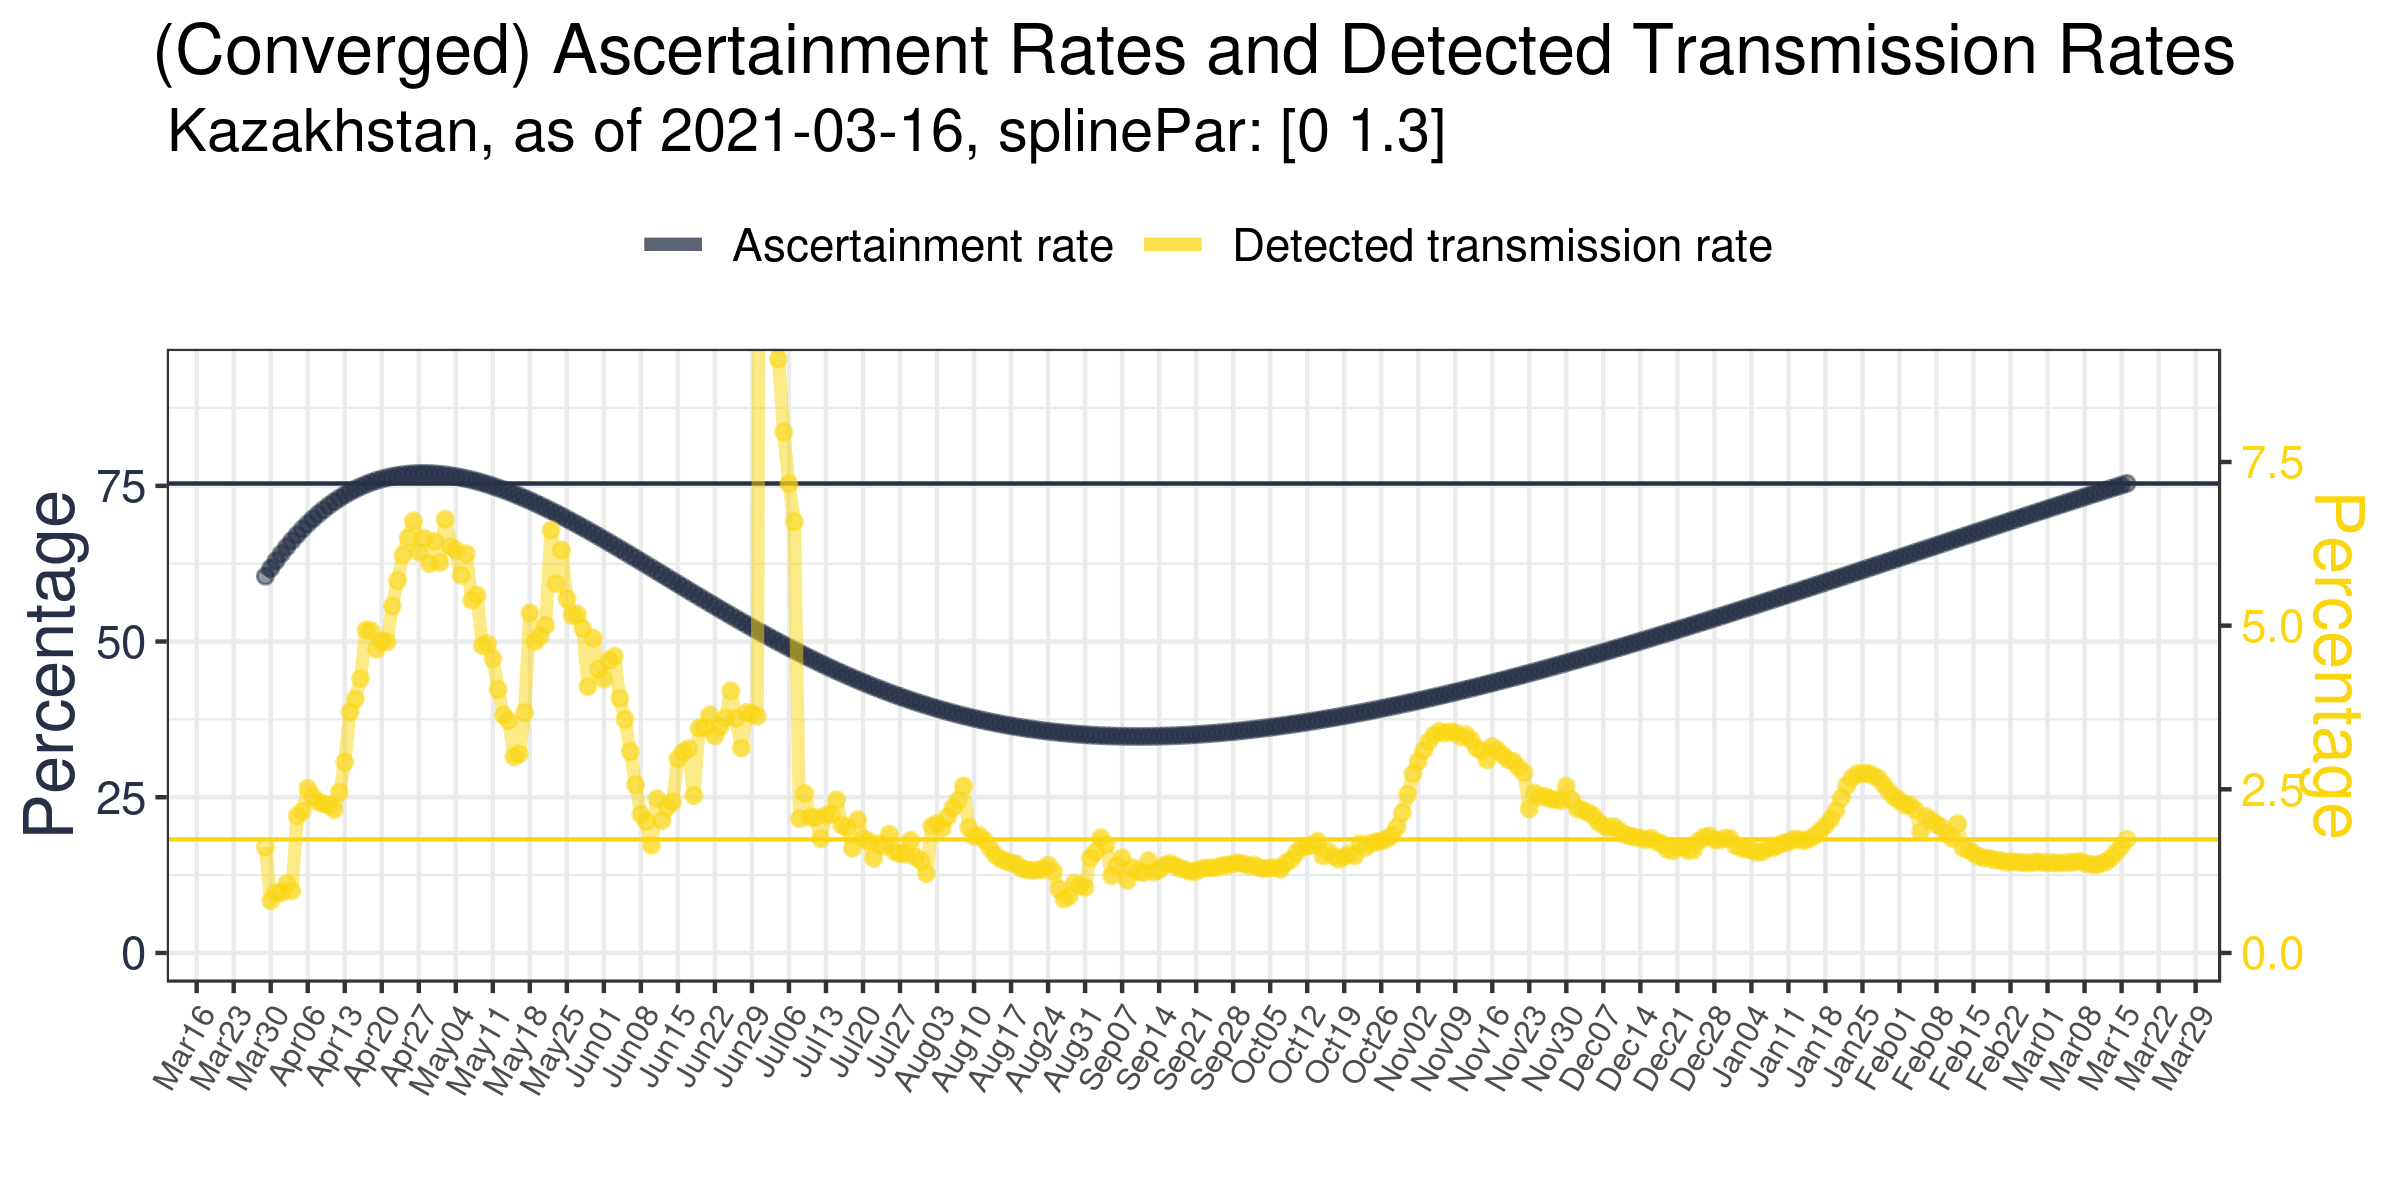 (Converged) Ascertainment Rates and Detected Transmission Rates
Kazakhstan, as of 2021-03-16, splinePar: [0 1.3]
Ascertainment rate
Detected transmission rate
Percentage
75
50
25
0
7.5
5.0
2.5
0.0
Percentage
Mar16
Mar23
Mar30
Apr06
Apr13
Apr20
Apr27
May04
May11
May18
May25
Jun01
Jun08
Jun15
Jun22
Jun29
Jul06
Jul13
Jul20
Jul27
Aug03
Aug10
Aug17
Aug24
Aug31
Sep07
Sep14
Sep21
Sep28
Oct05
Oct12
Oct19
Oct26
Nov02
Nov09
Nov16
Nov23
Nov30
Dec07
Dec14
Dec21
Dec28
Jan04
Jan11
Jan18
Jan25
Feb01
Feb08
Feb15
Feb22
Mar01
Mar08
Mar15
Mar22
Mar29